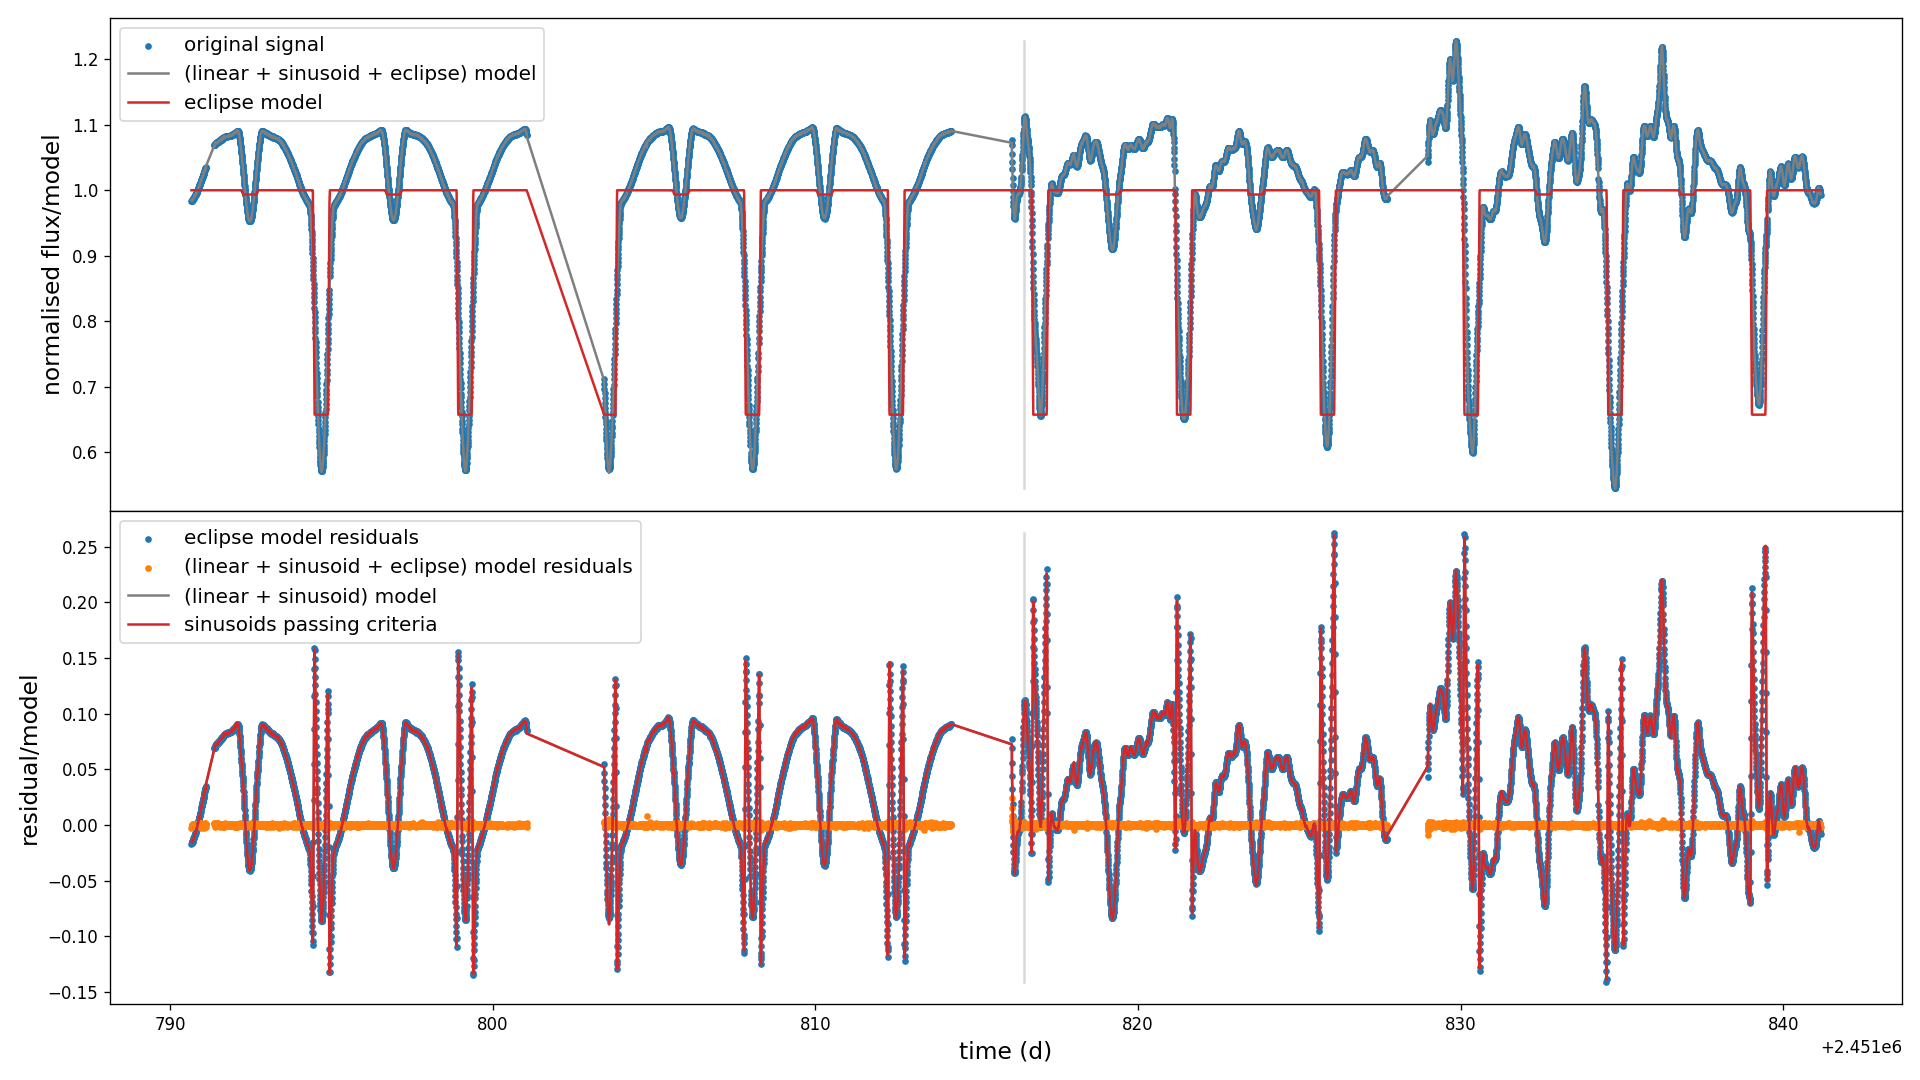 normalised flux/model
1.2
1.1
1.0
0.9
0.8
0.7
0.6
original signal
(linear + sinusoid + eclipse) model
eclipse model
residual/model
0.25
0.20
0.15
0.10
0.05
0.00
−0.05
−0.10
−0.15
eclipse model residuals
(linear + sinusoid + eclipse) model residuals
(linear + sinusoid) model
sinusoids passing criteria
790 800 810 820 830 840
+2.451e6
time (d)